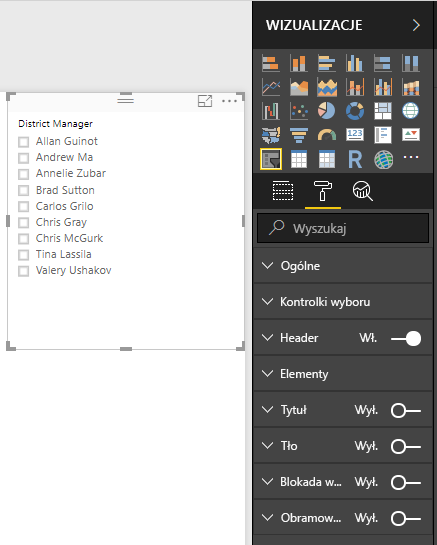 WIZUALIZACJE
District Manager
Allan Guinot
Andrew Ma
Annelie Zubar
Brad Sutton
Carlos Grilo
Chris Gray
Chris McGurk
Tina Lassila
Valery Ushakov
123
R
Wyszukaj
Ogólne
Kontrolki wyboru
Header Wł.
Elementy
Tytuł Wył.
Tło Wył.
Blokada w... Wył.
Obramow... Wył.